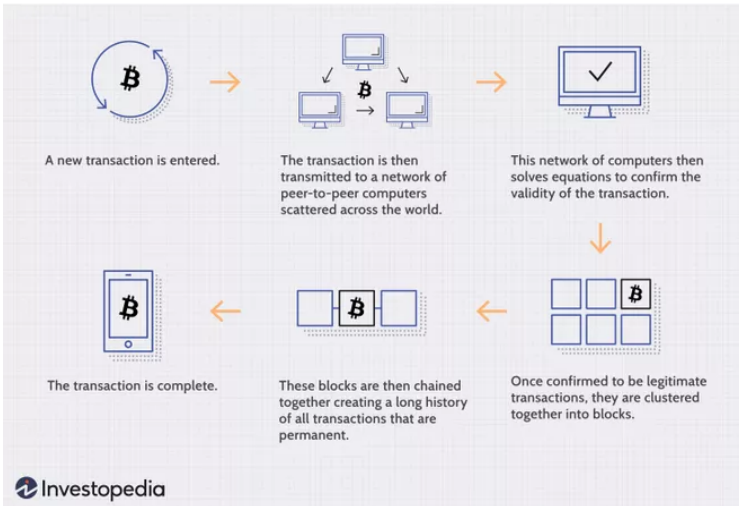 A new transaction is entered.
The transaction is then
transmitted to a network of
peer-to-peer computers
scattered across the world.
This network of computers then
solves equations to confirm the
validity of the transaction.
Once confirmed to be legitimate
transactions, they are clustered
together into blocks.
These blocks are then chained
together creating a long history
of all transactions that are
permanent.
The transaction is complete.
Investopedia